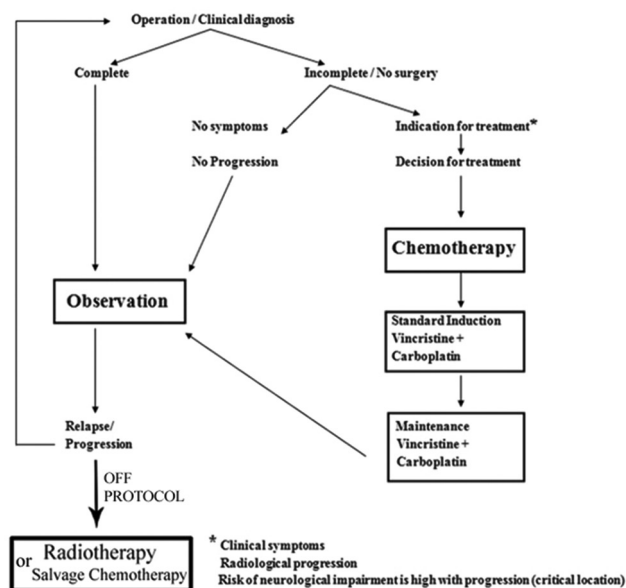 Operation / Clinical diagnosis
Complete
Incomplete / No surgery
No symptoms
No Progression
Indication for treatment*
Decision for treatment
Chemotherapy
Observation
Standard Induction
Vincristine +
Carboplatin
Maintenance
Vincristine +
Carboplatin
Relapse/
Progression
OFF
PROTOCOL
or Radiotherapy
Salvage Chemotherapy
* Clinical symptoms
Radiological progression
Risk of neurological impairment is high with progression (critical location)